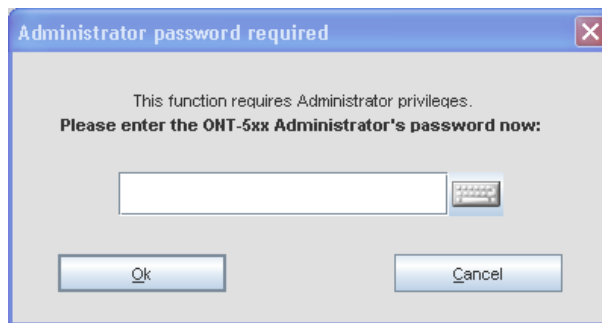 Administrator password required
This function requires Administrator privileges.
Please enter the ONT-5xx Administrator's password now:
Ok
Cancel